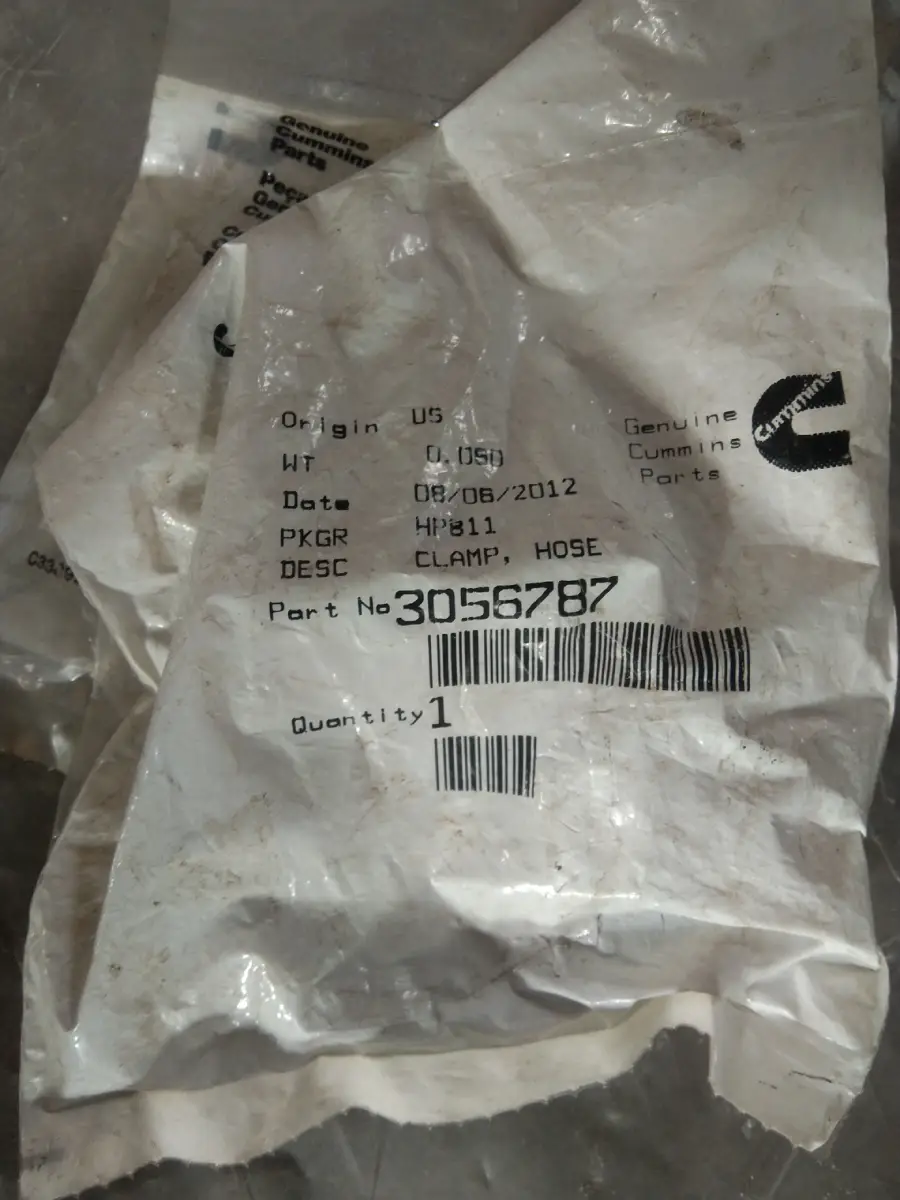 Genuine
Cummins
Parts
Origin US
WT 0.050
Date 08/06/2012
PKGR HP811
DESC CLAMP, HOSE
Part No 3056787
Quantity 1
Genuine
Cummins
Parts
Cummins